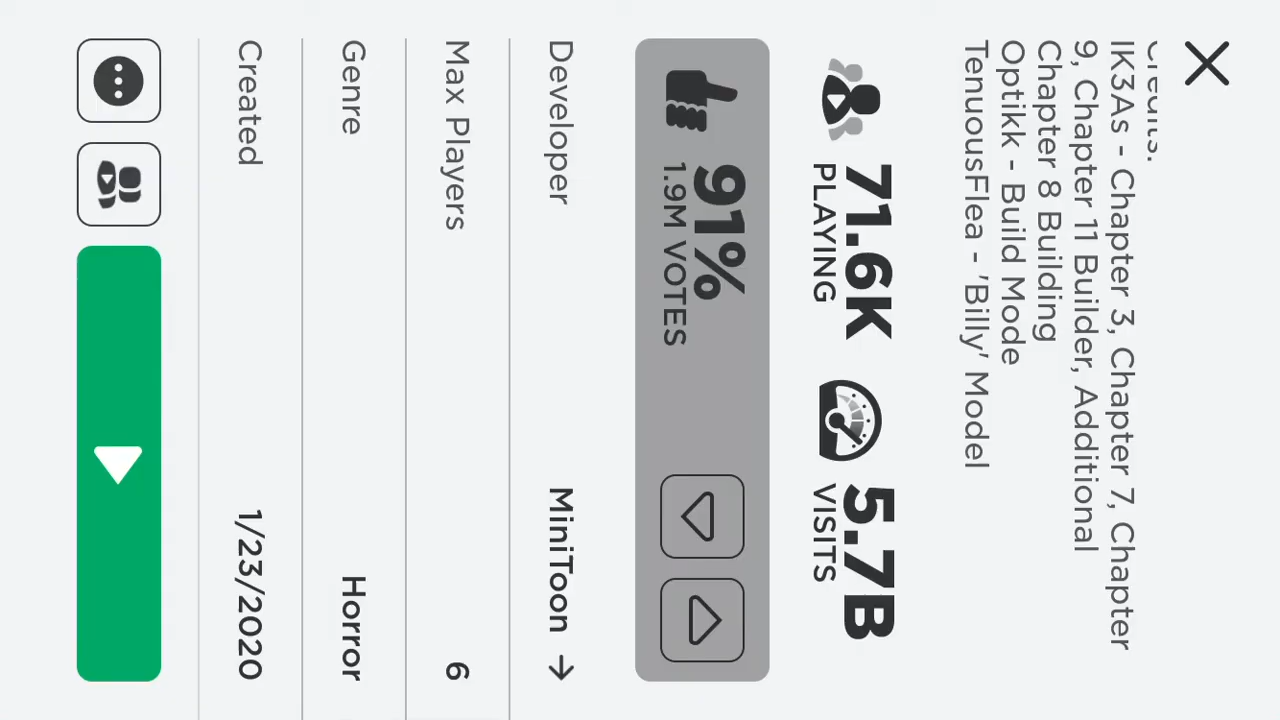 Credits:
IK3As - Chapter 3, Chapter 7, Chapter
9, Chapter 11 Builder, Additional
Chapter 8 Building
Optikk - Build Mode
TenuousFlea - 'Billy' Model
71.6K
PLAYING
5.7B
VISITS
91%
1.9M VOTES
Developer MiniToon →
Max Players 6
Genre Horror
Created 1/23/2020